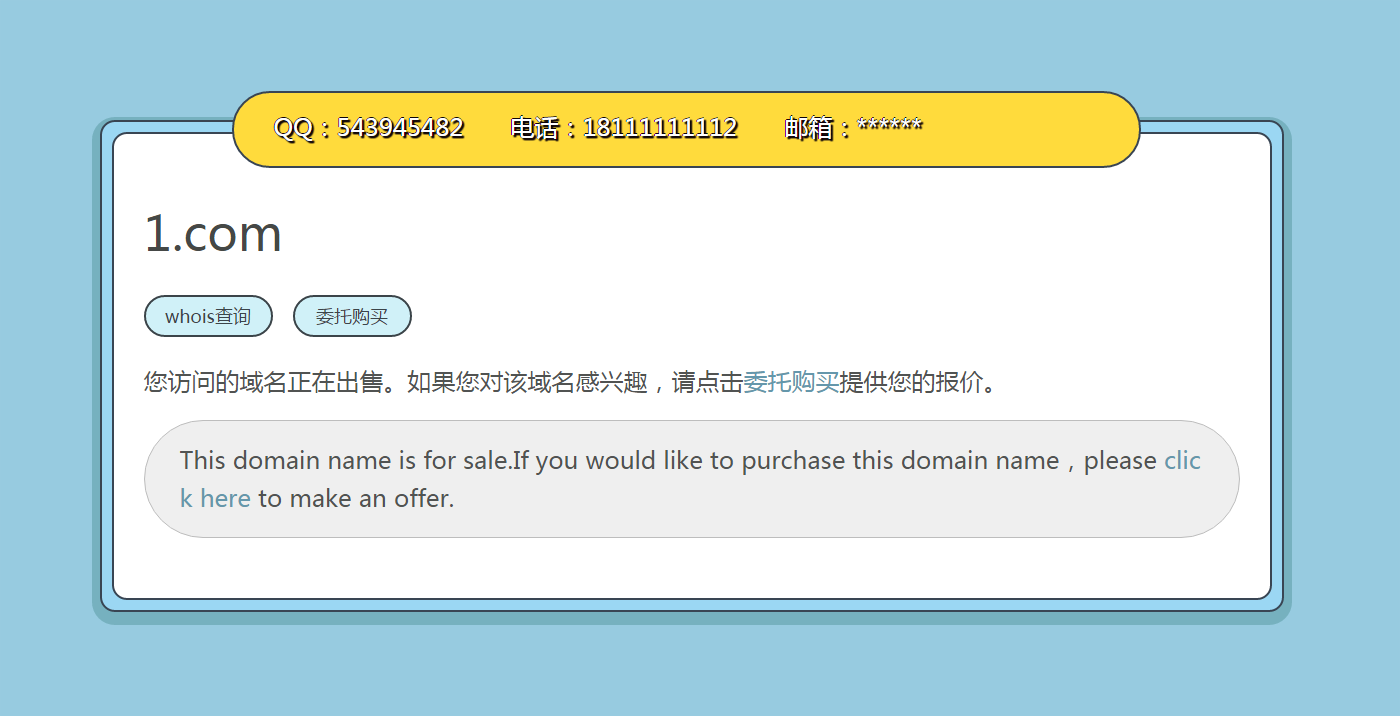 QQ：543945482 电话：18111111112 邮箱：******
1.com
whois查询 委托购买
您访问的域名正在出售。如果您对该域名感兴趣，请点击委托购买提供您的报价。
This domain name is for sale.If you would like to purchase this domain name，please clic
k here to make an offer.